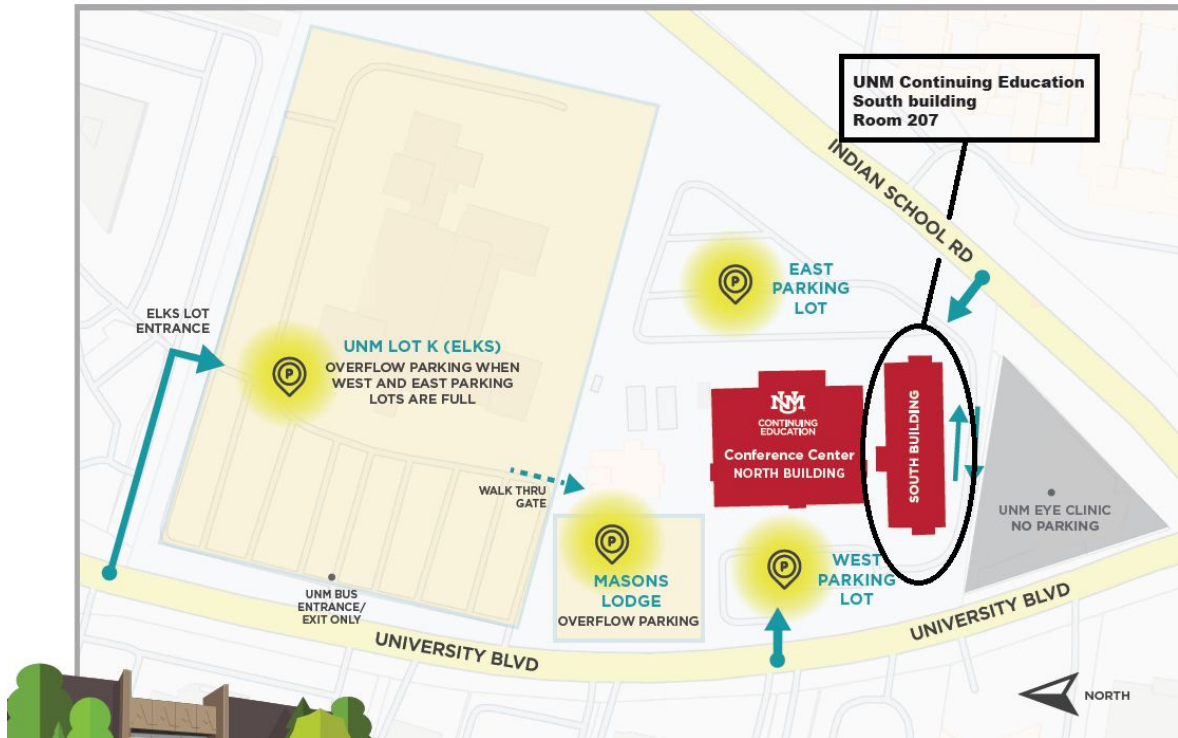 UNM Continuing Education
South building
Room 207
INDIAN SCHOOL RD
EAST
PARKING
LOT
ELKS LOT
ENTRANCE
P
P
UNM LOT K (ELKS)
OVERFLOW PARKING WHEN
WEST AND EAST PARKING
LOTS ARE FULL
UNM
CONTINUING
EDUCATION
Conference Center
NORTH BUILDING
SOUTH BUILDING
WALK THRU
GATE
UNM EYE CLINIC
NO PARKING
P
MASONS
LODGE
OVERFLOW PARKING
P
WEST
PARKING
LOT
UNM BUS
ENTRANCE/
EXIT ONLY
UNIVERSITY BLVD
UNIVERSITY BLVD
NORTH